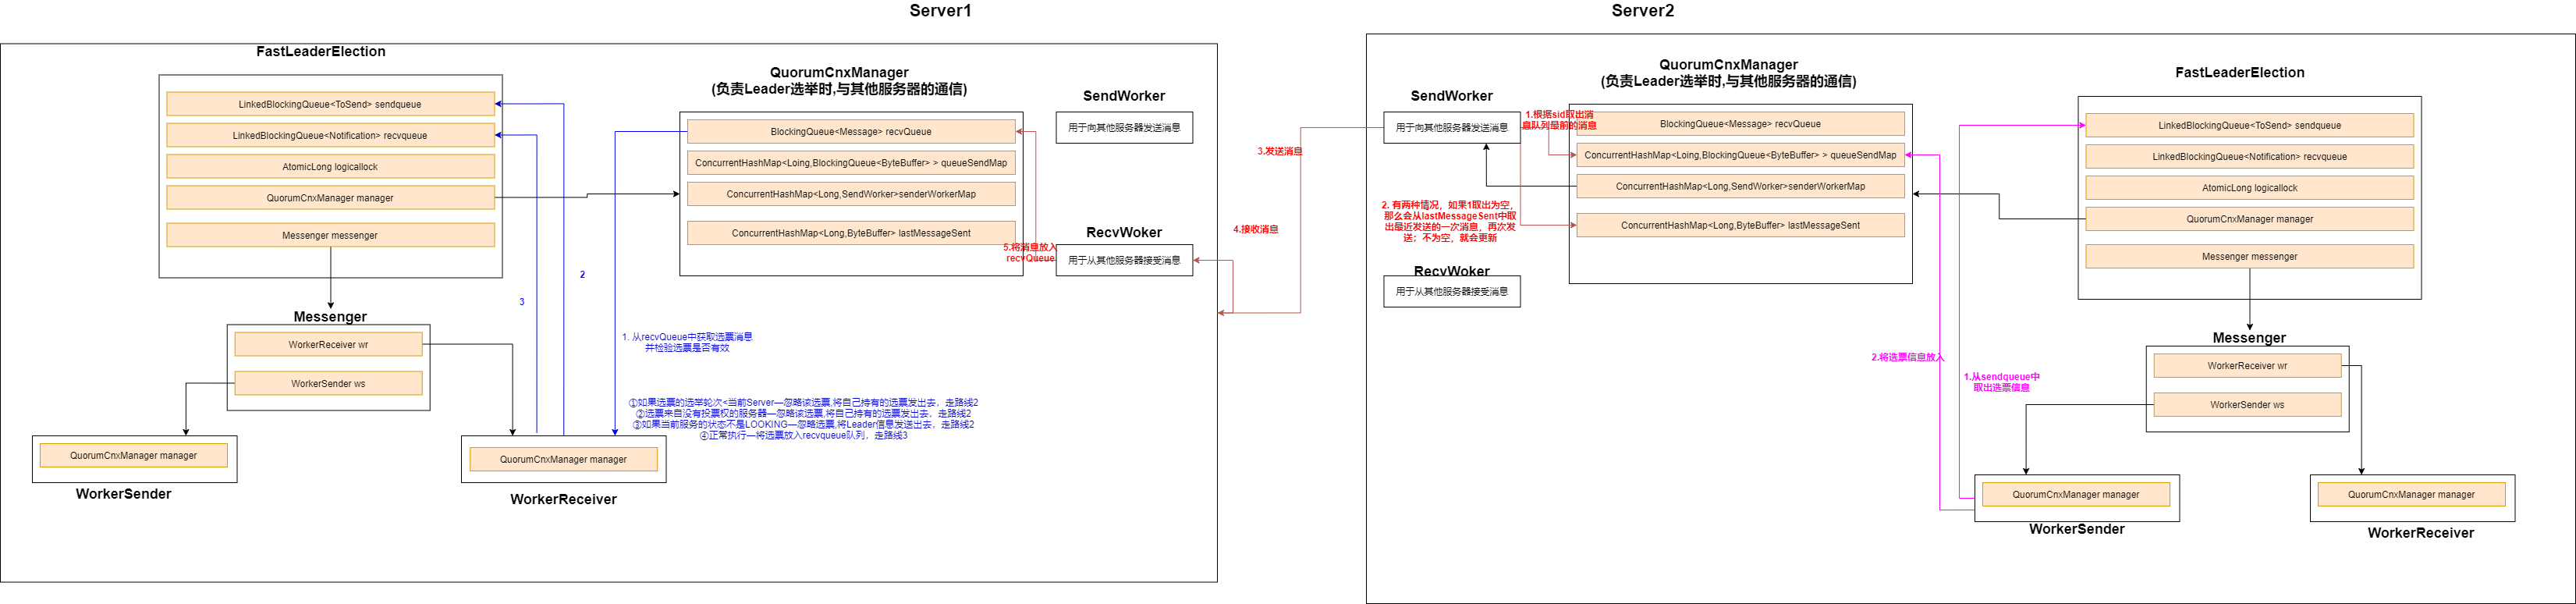 Server1
FastLeaderElection
LinkedBlockingQueue<ToSend> sendqueue
LinkedBlockingQueue<Notification> recvqueue
AtomicLong logicallock
QuorumCnxManager manager
Messenger messenger
QuorumCnxManager
(负责Leader选举时,与其他服务器的通信)
BlockingQueue<Message> recvQueue
ConcurrentHashMap<Loing,BlockingQueue<ByteBuffer> > queueSendMap
ConcurrentHashMap<Long,SendWorker>senderWorkerMap
ConcurrentHashMap<Long,ByteBuffer> lastMessageSent
SendWorker
用于向其他服务器发送消息
RecvWoker
用于从其他服务器接受消息
5.将消息放入
recvQueue
2
3
Messenger
WorkerReceiver wr
WorkerSender ws
1. 从recvQueue中获取选票消息
并检验选票是否有效
①如果选票的选举轮次<当前Server—忽略该选票,将自己持有的选票发出去，走路线2
②选票来自没有投票权的服务器—忽略该选票,将自己持有的选票发出去，走路线2
③如果当前服务的状态不是LOOKING—忽略选票,将Leader信息发送出去，走路线2
④正常执行—将选票放入recvqueue队列，走路线3
QuorumCnxManager manager
WorkerSender
QuorumCnxManager manager
WorkerReceiver
3.发送消息
4.接收消息
Server2
SendWorker
用于向其他服务器发送消息
1.根据sid取出消
息队列最前的消息
2. 有两种情况，如果1取出为空，
那么会从lastMessageSent中取
出最近发送的一次消息，再次发
送；不为空，就会更新
RecvWoker
用于从其他服务器接受消息
QuorumCnxManager
(负责Leader选举时,与其他服务器的通信)
BlockingQueue<Message> recvQueue
ConcurrentHashMap<Loing,BlockingQueue<ByteBuffer> > queueSendMap
ConcurrentHashMap<Long,SendWorker>senderWorkerMap
ConcurrentHashMap<Long,ByteBuffer> lastMessageSent
FastLeaderElection
LinkedBlockingQueue<ToSend> sendqueue
LinkedBlockingQueue<Notification> recvqueue
AtomicLong logicallock
QuorumCnxManager manager
Messenger messenger
2.将选票信息放入
1.从sendqueue中
取出选票信息
Messenger
WorkerReceiver wr
WorkerSender ws
QuorumCnxManager manager
WorkerSender
QuorumCnxManager manager
WorkerReceiver